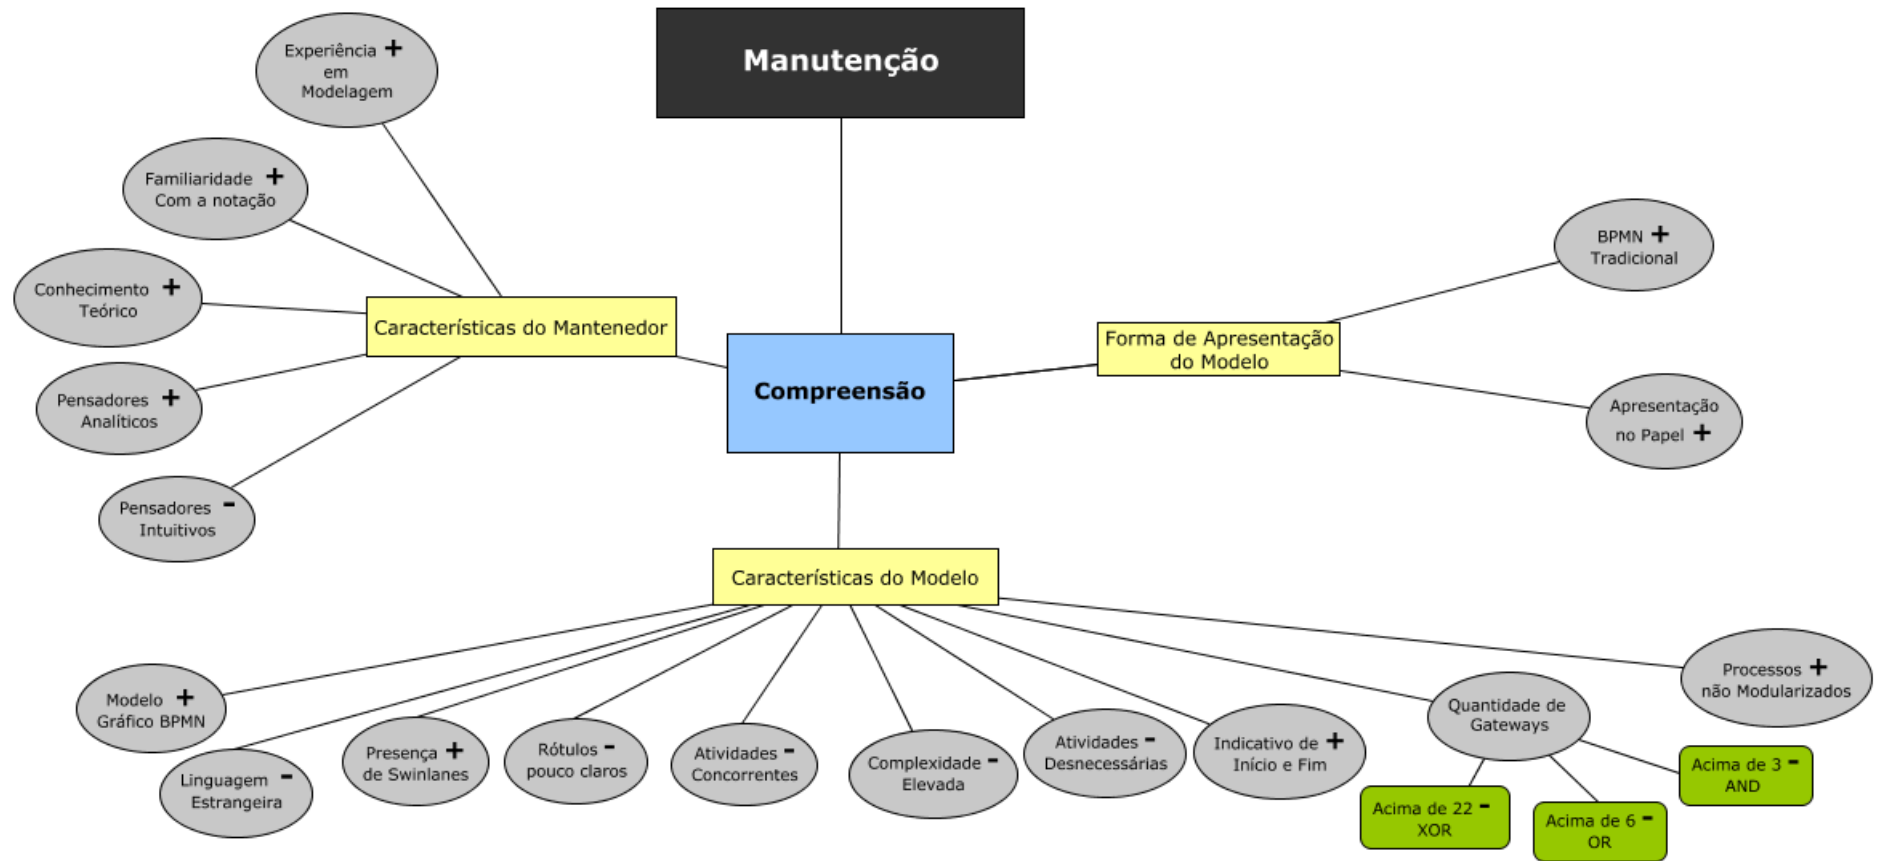 Manutenção
Experiência +
em
Modelagem
Familiaridade +
Com a notação
Conhecimento +
Teórico
Pensadores +
Analíticos
Pensadores -
Intuitivos
Características do Mantenedor
Compreensão
Forma de Apresentação
do Modelo
BPMN +
Tradicional
Apresentação
no Papel +
Características do Modelo
Modelo +
Gráfico BPMN
Linguagem -
Estrangeira
Presença +
de Swinlanes
Rótulos -
pouco claros
Atividades -
Concorrentes
Complexidade -
Elevada
Atividades -
Desnecessárias
Indicativo de +
Início e Fim
Quantidade de
Gateways
Processos +
não Modularizados
Acima de 22 -
XOR
Acima de 6 -
OR
Acima de 3 -
AND